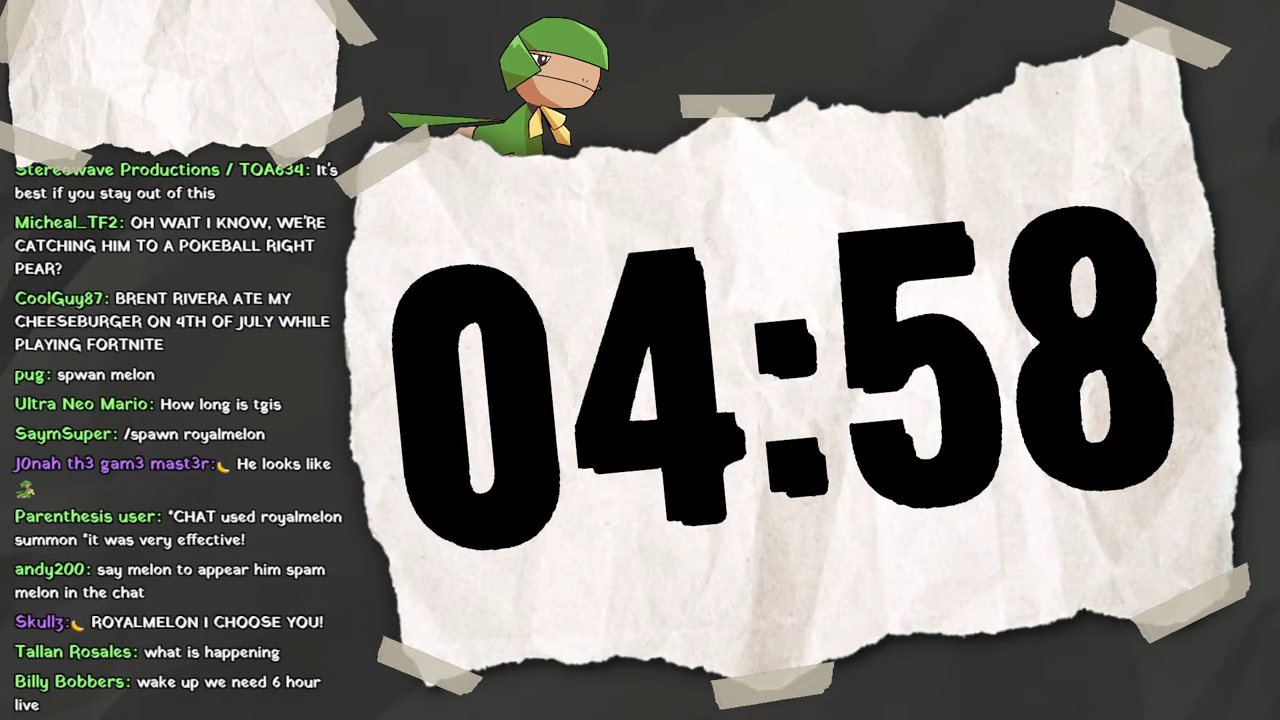 Stereowave Productions / TOA634: It's
best if you stay out of this
Micheal_TF2: OH WAIT I KNOW, WE'RE
CATCHING HIM TO A POKEBALL RIGHT
PEAR?
CoolGuy87: BRENT RIVERA ATE MY
CHEESEBURGER ON 4TH OF JULY WHILE
PLAYING FORTNITE
pug: spwan melon
Ultra Neo Mario: How long is tgis
SaymSuper: /spawn royalmelon
J0nah th3 gam3 mast3r: He looks like
Parenthesis user: *CHAT used royalmelon
summon *it was very effective!
andy200: say melon to appear him spam
melon in the chat
Skull3: ROYALMELON I CHOOSE YOU!
Tallan Rosales: what is happening
Billy Bobbers: wake up we need 6 hour
live
04:58